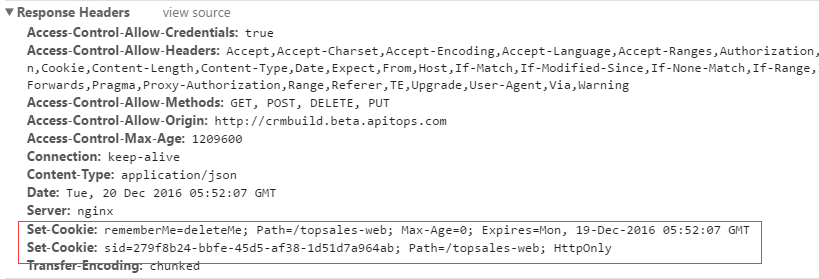 Response Headers view source
Access-Control-Allow-Credentials: true
Access-Control-Allow-Headers: Accept,Accept-Charset,Accept-Encoding,Accept-Language,Accept-Ranges,Authorization,
n,Cookie,Content-Length,Content-Type,Date,Expect,From,Host,If-Match,If-Modified-Since,If-None-Match,If-Range,
Forwards,Pragma,Proxy-Authorization,Range,Referer,TE,Upgrade,User-Agent,Via,Warning
Access-Control-Allow-Methods: GET, POST, DELETE, PUT
Access-Control-Allow-Origin: http://crmbuild.beta.apitops.com
Access-Control-Max-Age: 1209600
Connection: keep-alive
Content-Type: application/json
Date: Tue, 20 Dec 2016 05:52:07 GMT
Server: nginx
Set-Cookie: rememberMe=deleteMe; Path=/topsales-web; Max-Age=0; Expires=Mon, 19-Dec-2016 05:52:07 GMT
Set-Cookie: sid=279f8b24-bbfe-45d5-af38-1d51d7a964ab; Path=/topsales-web; HttpOnly
Transfer-Encoding: chunked